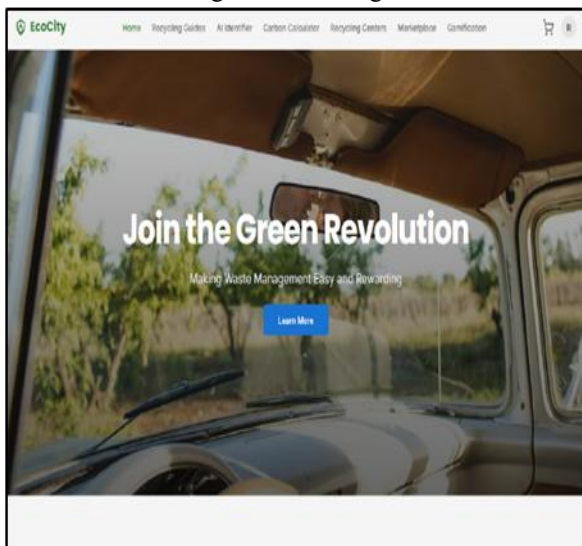 EcoCity
Home Recycling Guides AI Identifier Carbon Calculator Recycling Centers Marketplace Gamification
R
Join the Green Revolution
Making Waste Management Easy and Rewarding
Learn More